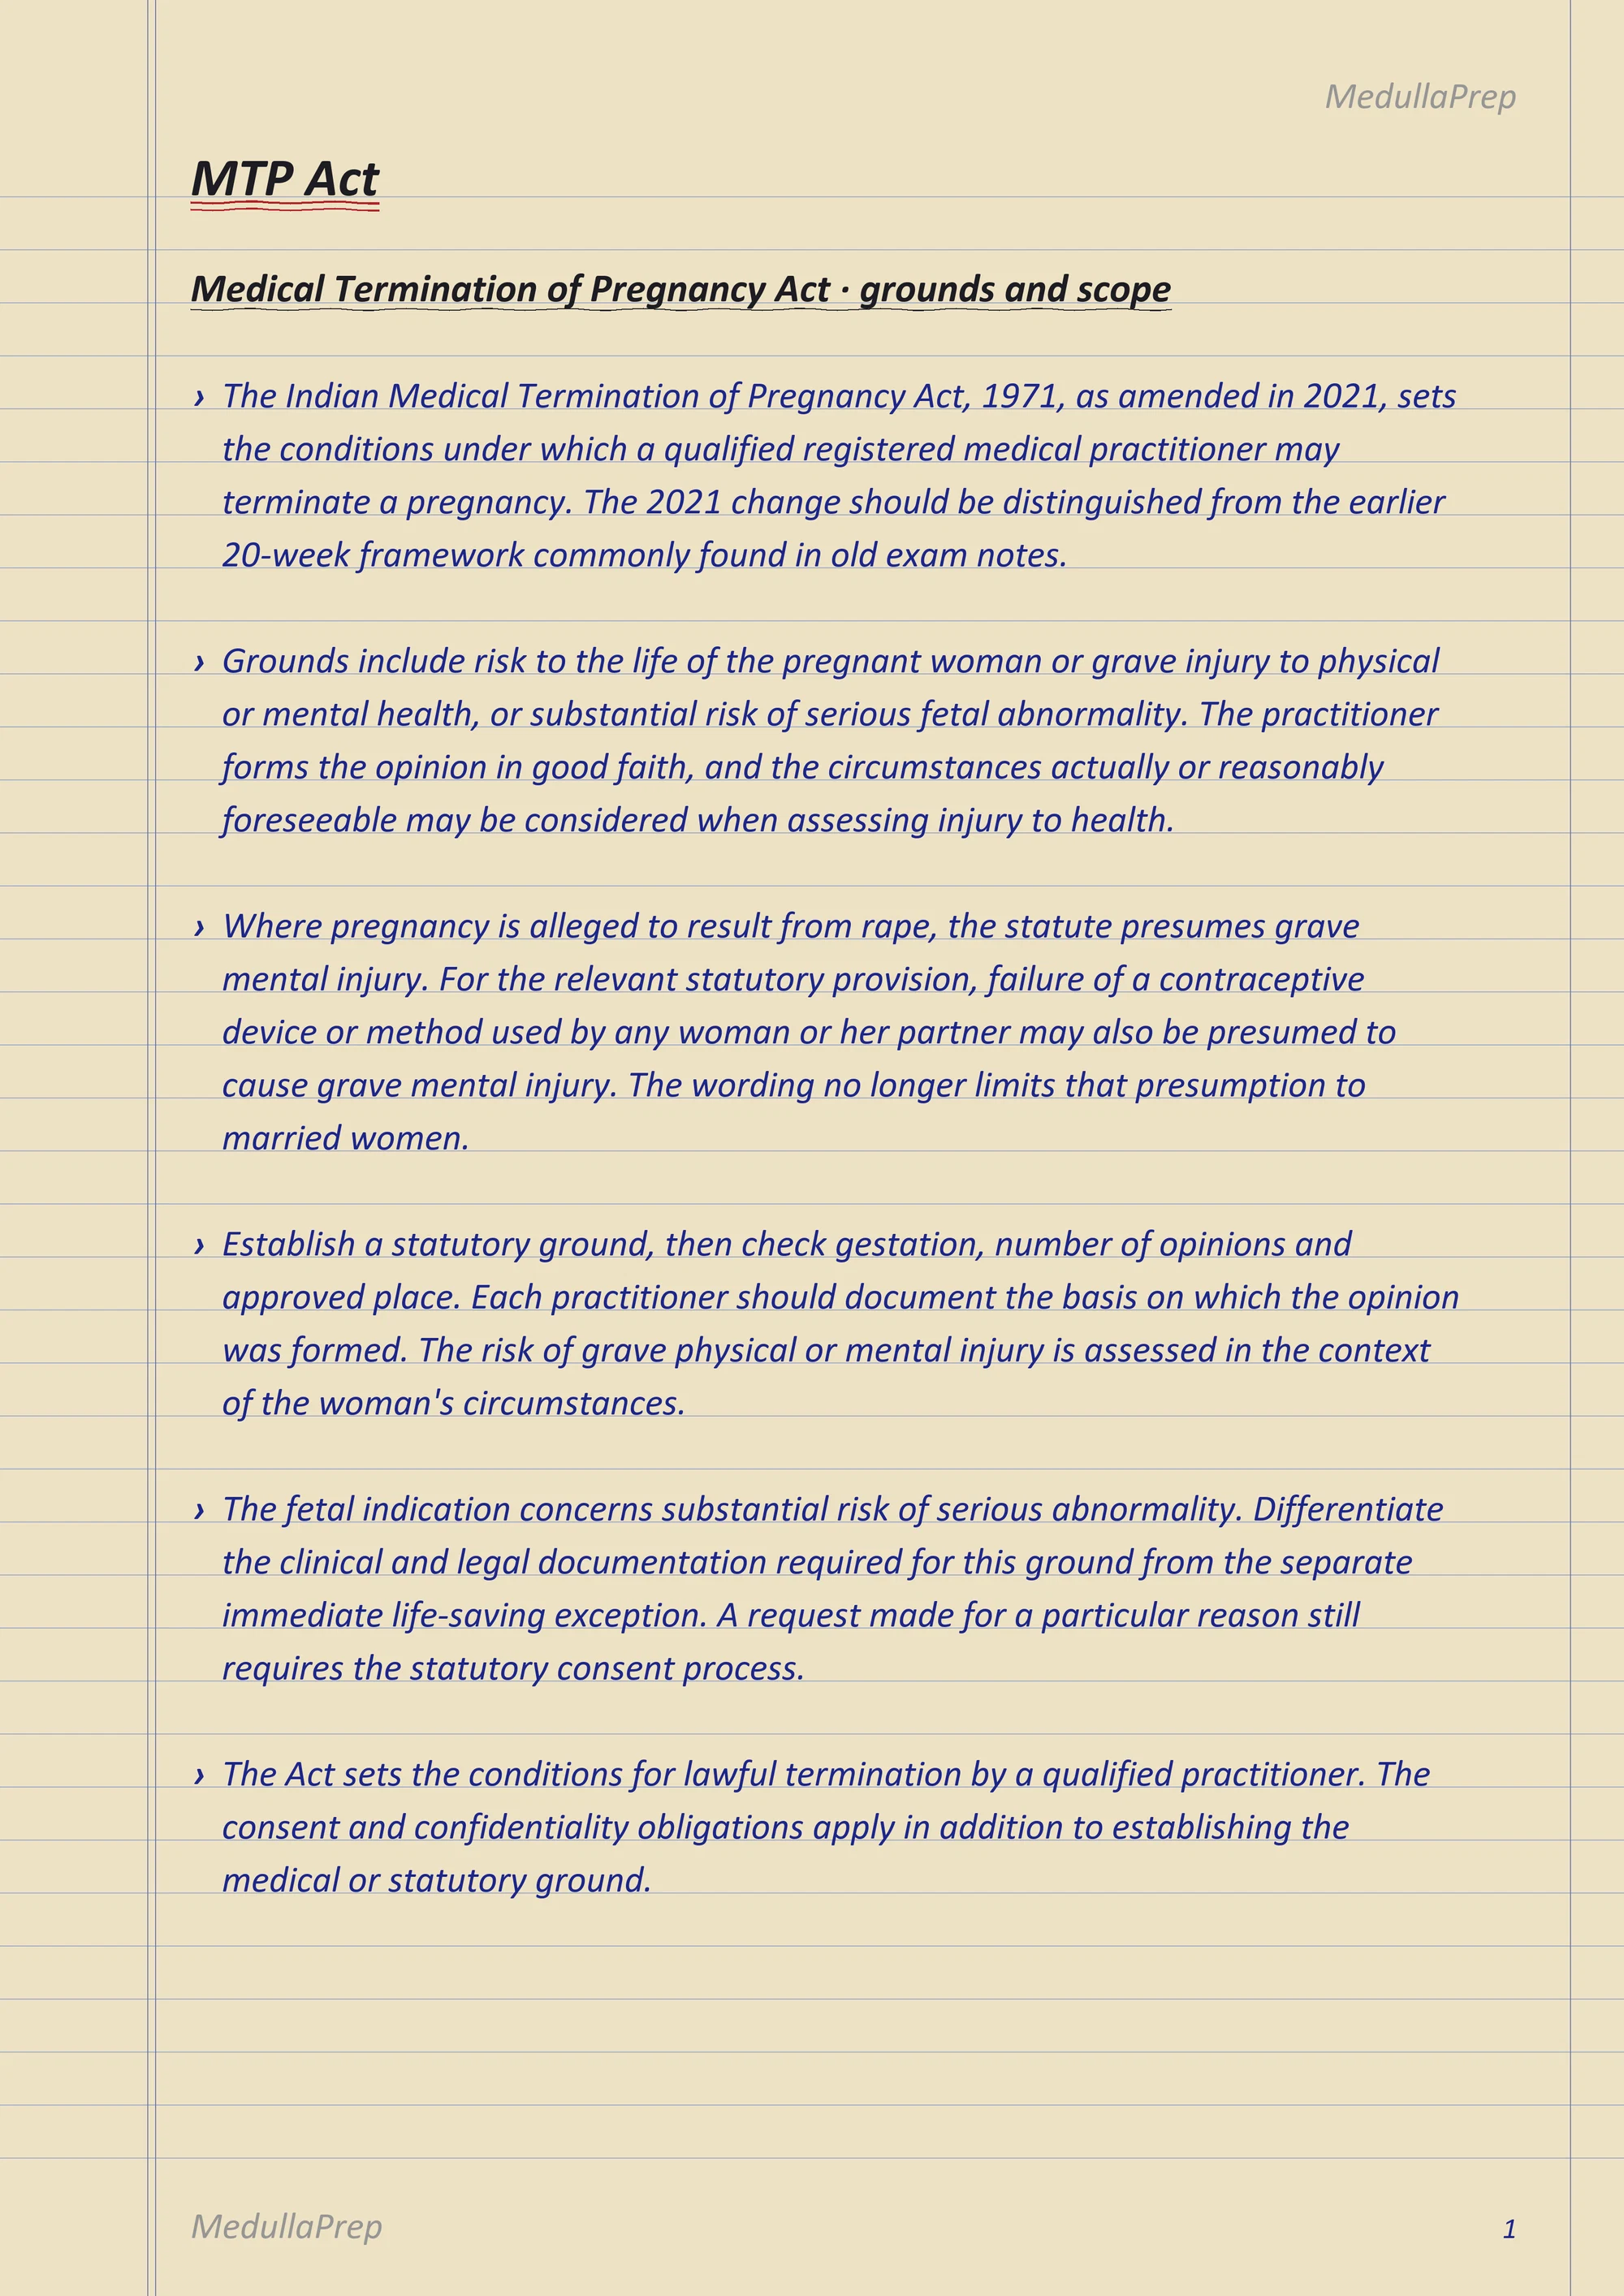 MedullaPrep
MTP Act
Medical Termination of Pregnancy Act · grounds and scope
› The Indian Medical Termination of Pregnancy Act, 1971, as amended in 2021, sets
the conditions under which a qualified registered medical practitioner may
terminate a pregnancy. The 2021 change should be distinguished from the earlier
20-week framework commonly found in old exam notes.
› Grounds include risk to the life of the pregnant woman or grave injury to physical
or mental health, or substantial risk of serious fetal abnormality. The practitioner
forms the opinion in good faith, and the circumstances actually or reasonably
foreseeable may be considered when assessing injury to health.
› Where pregnancy is alleged to result from rape, the statute presumes grave
mental injury. For the relevant statutory provision, failure of a contraceptive
device or method used by any woman or her partner may also be presumed to
cause grave mental injury. The wording no longer limits that presumption to
married women.
› Establish a statutory ground, then check gestation, number of opinions and
approved place. Each practitioner should document the basis on which the opinion
was formed. The risk of grave physical or mental injury is assessed in the context
of the woman's circumstances.
› The fetal indication concerns substantial risk of serious abnormality. Differentiate
the clinical and legal documentation required for this ground from the separate
immediate life-saving exception. A request made for a particular reason still
requires the statutory consent process.
› The Act sets the conditions for lawful termination by a qualified practitioner. The
consent and confidentiality obligations apply in addition to establishing the
medical or statutory ground.
MedullaPrep
1